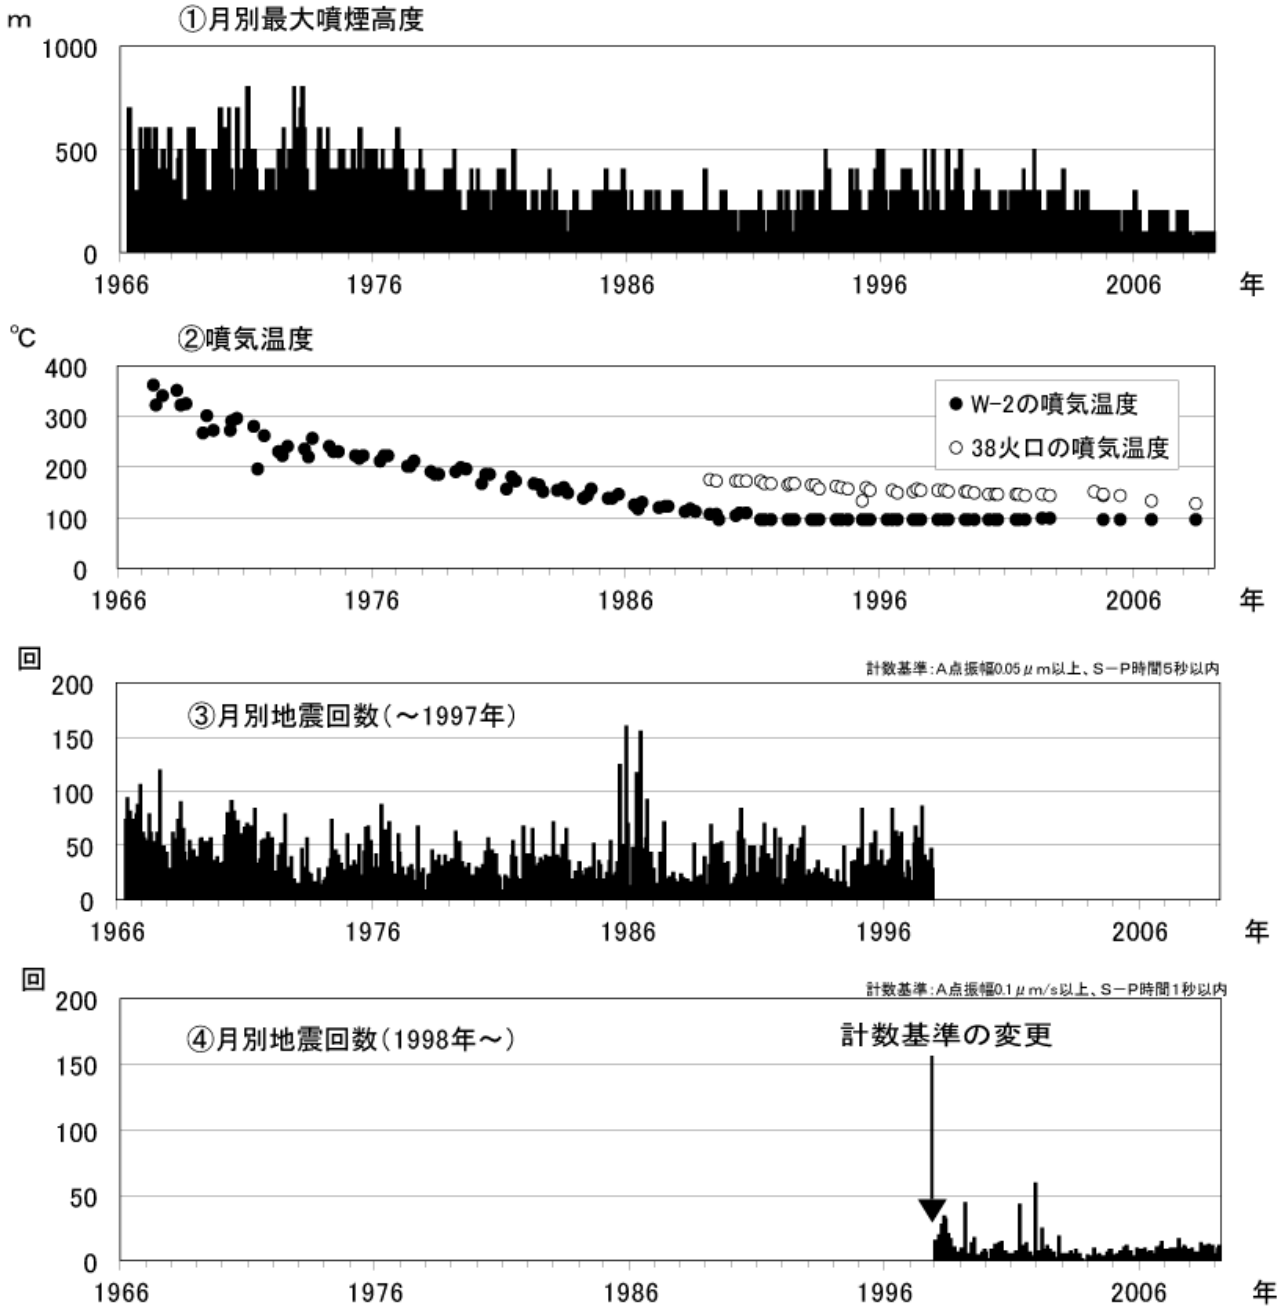 m
①月別最大噴煙高度
1000
500
0
1966 1976 1986 1996 2006 年
℃
②噴気温度
400
300
200
100
0
●W-2の噴気温度
○38火口の噴気温度
1966 1976 1986 1996 2006 年
回
計数基準:A点振幅0.05μm以上、S-P時間5秒以内
200
③月別地震回数(~1997年)
150
100
50
0
1966 1976 1986 1996 2006 年
回
計数基準:A点振幅0.1μm/s以上、S-P時間1秒以内
200
④月別地震回数(1998年~)
計数基準の変更
150
100
50
0
1966 1976 1986 1996 2006 年